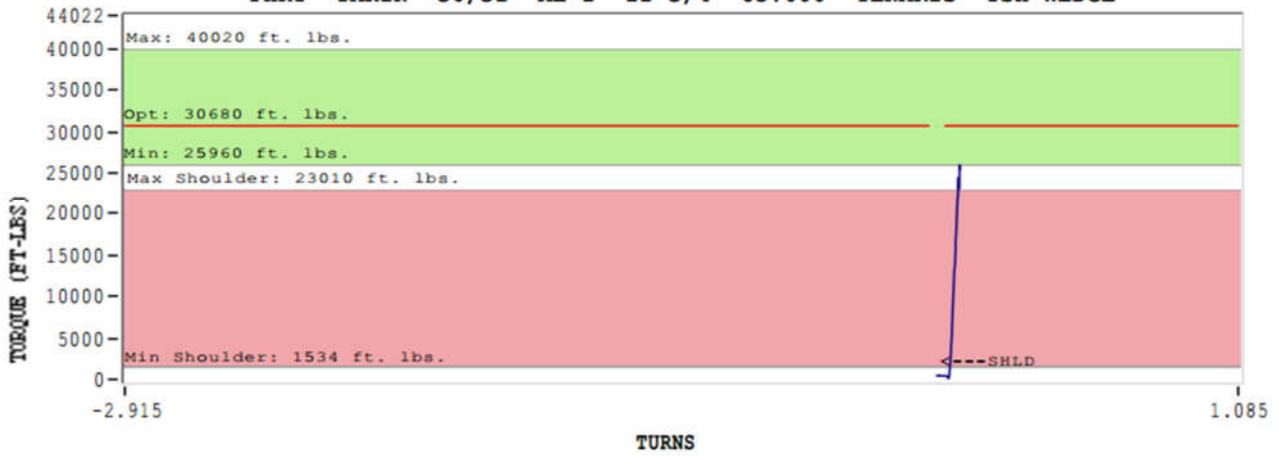 44022
Max: 40020 ft. lbs.
40000
35000
Opt: 30680 ft. lbs.
30000
Min: 25960 ft. lbs.
25000
Max Shoulder: 23010 ft. lbs.
20000
15000
10000
5000
Min Shoulder: 1534 ft. lbs.
<---SHLD
0
-2.915
1.085
TURNS
TORQUE (FT-LBS)